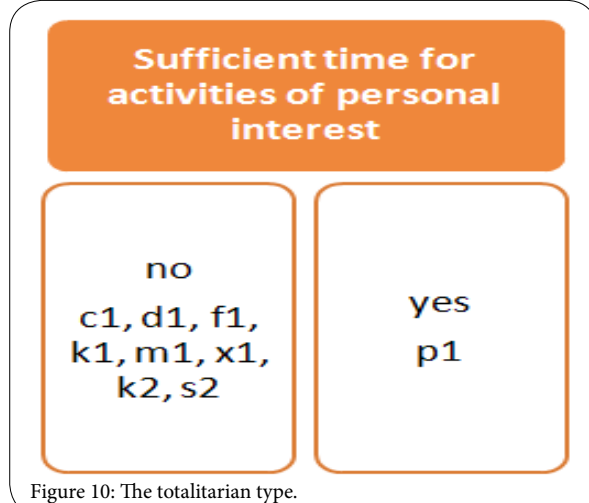 Sufficient time for
activities of personal
interest
no
c1, d1, f1,
k1, m1, x1,
k2, s2
yes
p1
Figure 10: The totalitarian type.